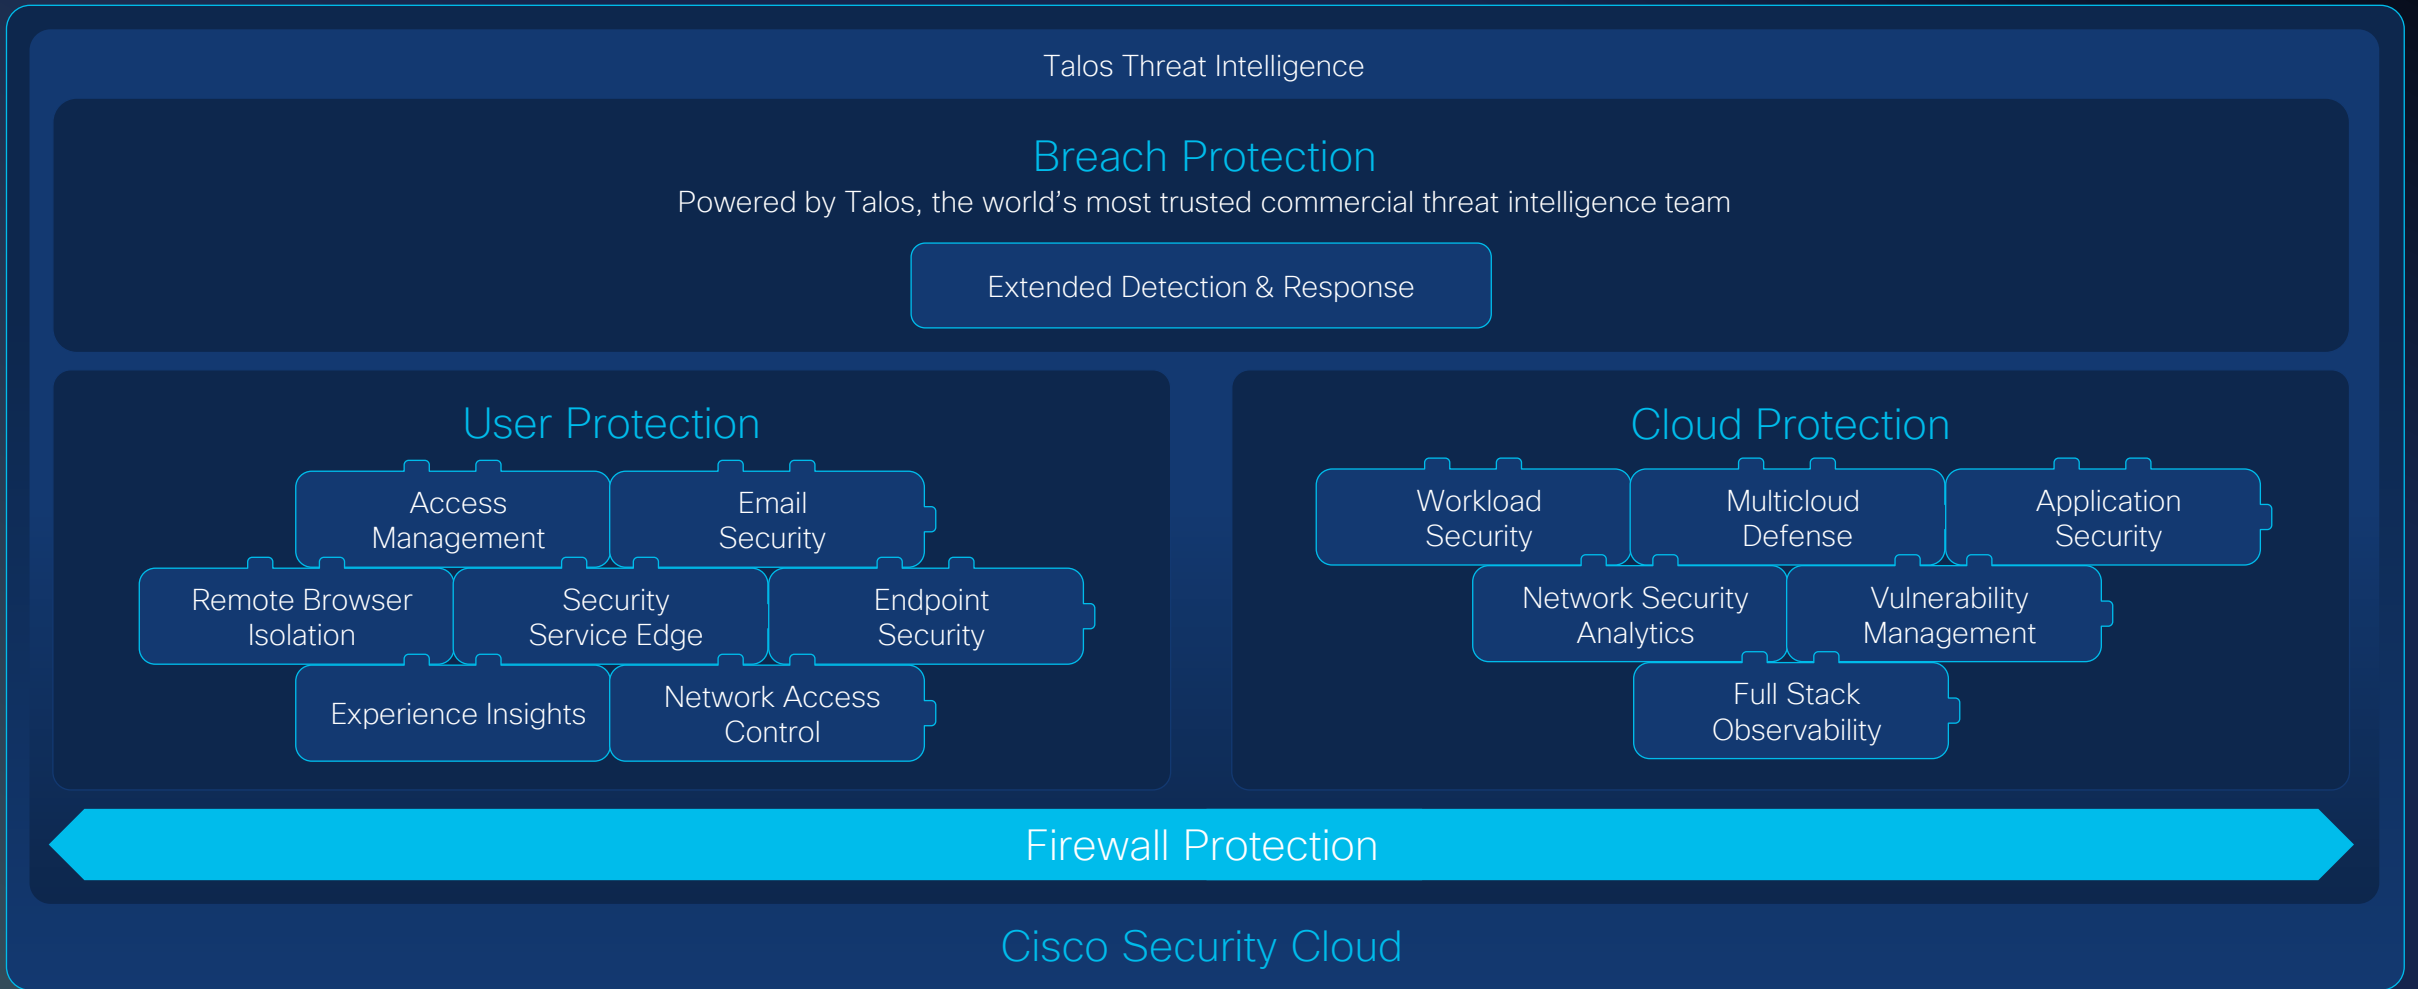 Talos Threat Intelligence
Breach Protection
Powered by Talos, the world’s most trusted commercial threat intelligence team
Extended Detection & Response
User Protection
Access
Management
Email
Security
Remote Browser
Isolation
Security
Service Edge
Endpoint
Security
Experience Insights
Network Access
Control
Cloud Protection
Workload
Security
Multicloud
Defense
Application
Security
Network Security
Analytics
Vulnerability
Management
Full Stack
Observability
Firewall Protection
Cisco Security Cloud